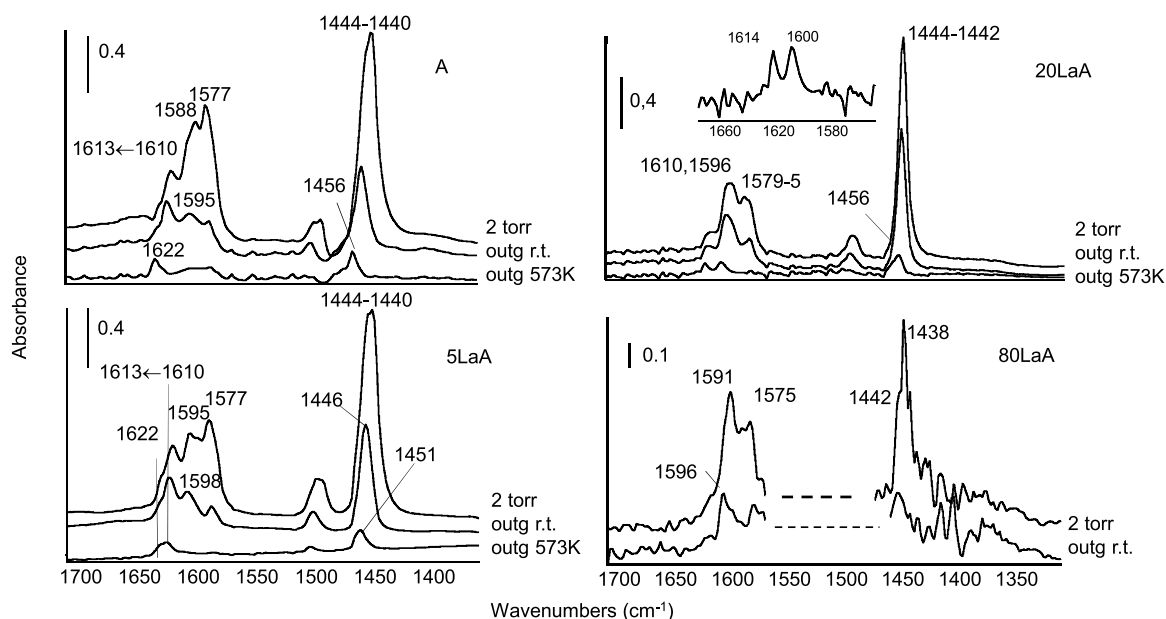 Absorbance
1444-1440
0.4
A
1588
1577
1613←1610
1595
1456
1622
2 torr
outg r.t.
outg 573K
1444-1442
0,4
20LaA
1614
1600
1660
1620
1580
1610,1596
1579-5
1456
2 torr
outg r.t.
outg 573K
1444-1440
0.4
5LaA
1613←1610
1595
1577
1622
1446
1451
1598
2 torr
outg r.t.
outg 573K
1700 1650 1600 1550 1500 1450 1400
0.1
1438
80LaA
1591
1575
1442
1596
2 torr
outg r.t.
1700 1650 1600 1550 1500 1450 1400 1350
Wavenumbers (cm-1)